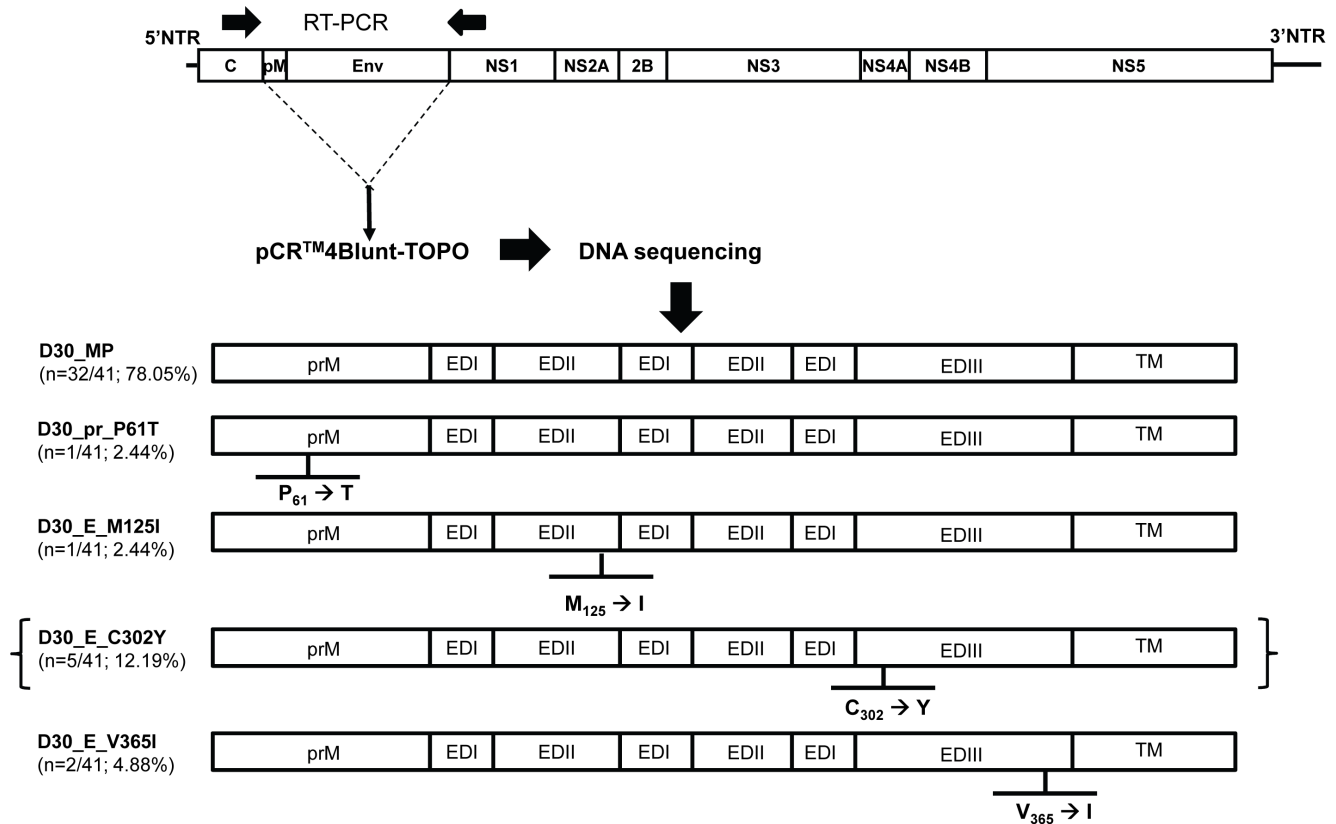 RT-PCR
5’NTR
3’NTR
C pM Env NS1 NS2A 2B NS3 NS4A NS4B NS5
pCR™4Blunt-TOPO
DNA sequencing
D30_MP
(n=32/41; 78.05%)
prM EDI EDII EDI EDII EDI EDIII TM
D30_pr_P61T
(n=1/41; 2.44%)
prM EDI EDII EDI EDII EDI EDIII TM
P61 → T
D30_E_M125I
(n=1/41; 2.44%)
prM EDI EDII EDI EDII EDI EDIII TM
M125 → I
D30_E_C302Y
(n=5/41; 12.19%)
prM EDI EDII EDI EDII EDI EDIII TM
C302 → Y
D30_E_V365I
(n=2/41; 4.88%)
prM EDI EDII EDI EDII EDI EDIII TM
V365 → I